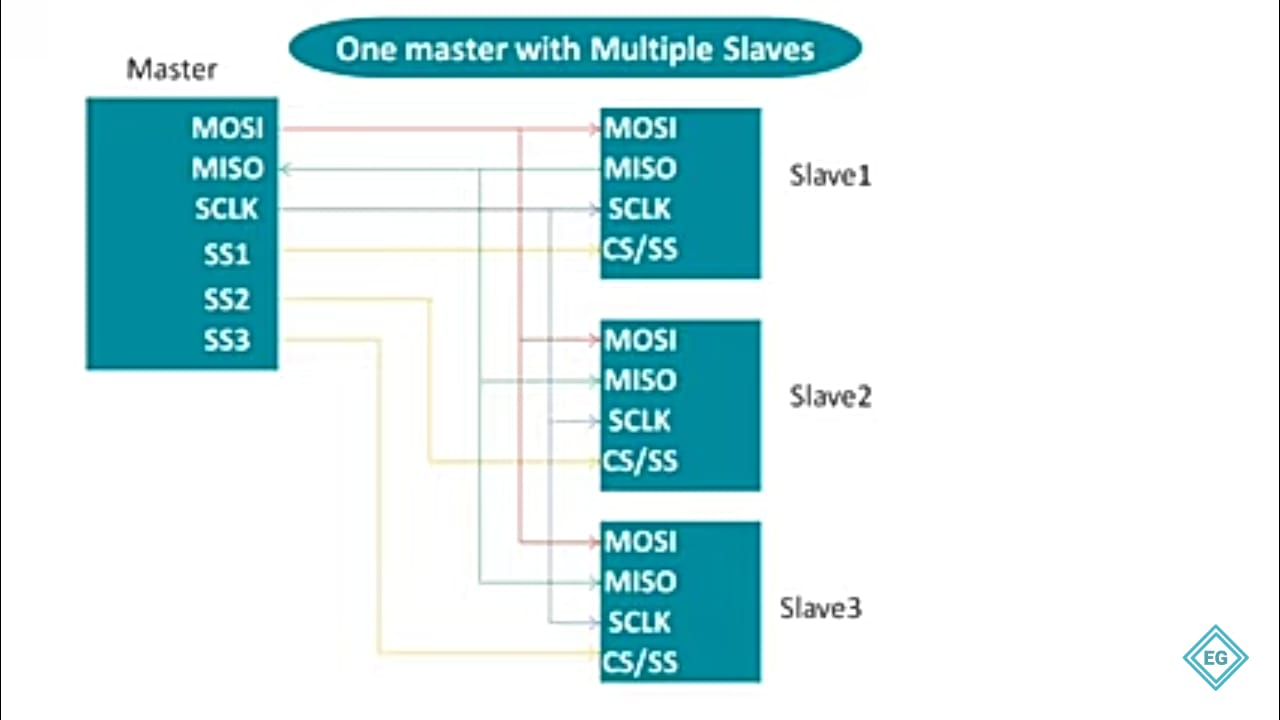 One master with Multiple Slaves
Master
MOSI
MISO
SCLK
SS1
SS2
SS3
MOSI
MISO
SCLK
CS/SS
Slave1
MOSI
MISO
SCLK
CS/SS
Slave2
MOSI
MISO
SCLK
CS/SS
Slave3
EG